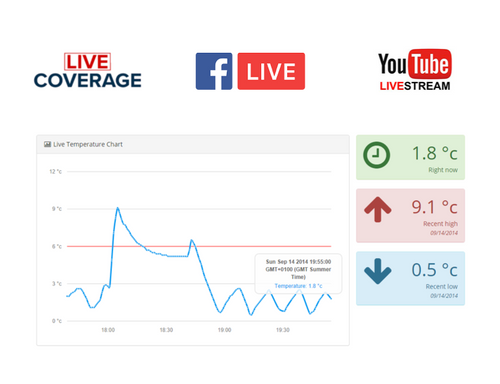 LIVE
COVERAGE
f LIVE
YouTube
LIVESTREAM
Live Temperature Chart
12 °c
9 °c
6 °c
3 °c
0 °c
18:00
18:30
19:00
19:30
Sun Sep 14 2014 19:55:00
GMT+0100 (GMT Summer
Time)
Temperature: 1.8 °c
1.8 °c
Right now
9.1 °c
Recent high
09/14/2014
0.5 °c
Recent low
09/14/2014